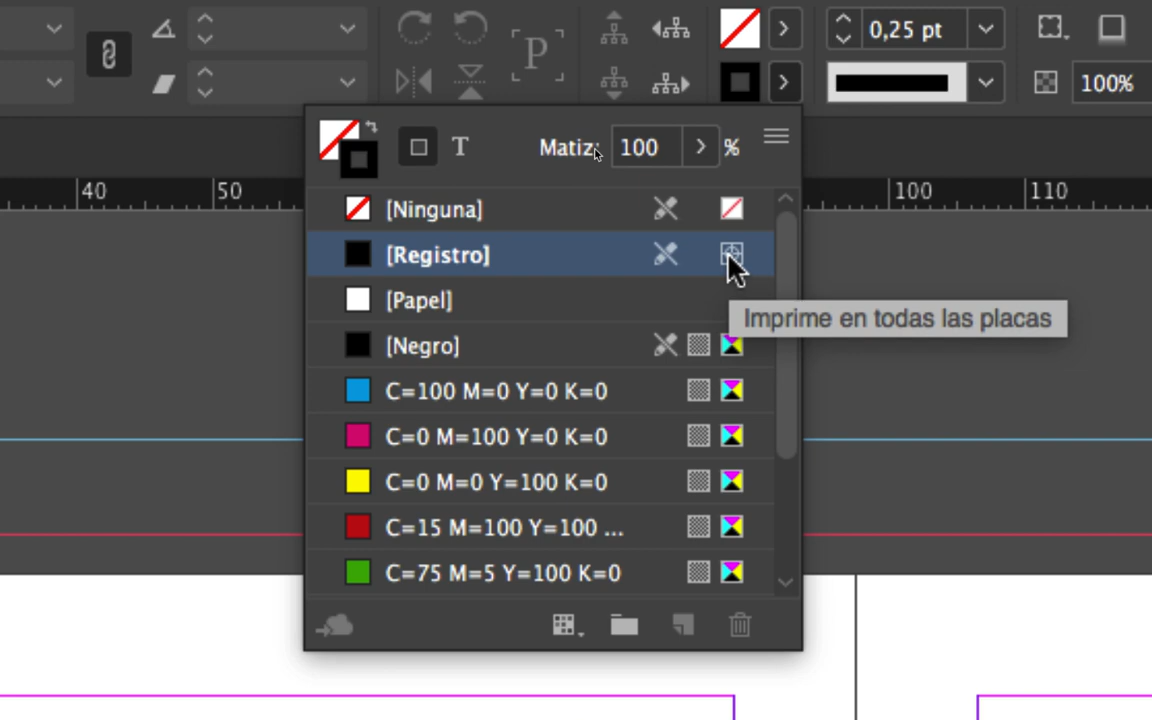 0,25 pt
P
100%
T
Matiz: 100 %
40
50
100
110
[Ninguna]
[Registro]
[Papel]
Imprime en todas las placas
[Negro]
C=100 M=0 Y=0 K=0
C=0 M=100 Y=0 K=0
C=0 M=0 Y=100 K=0
C=15 M=100 Y=100 ...
C=75 M=5 Y=100 K=0